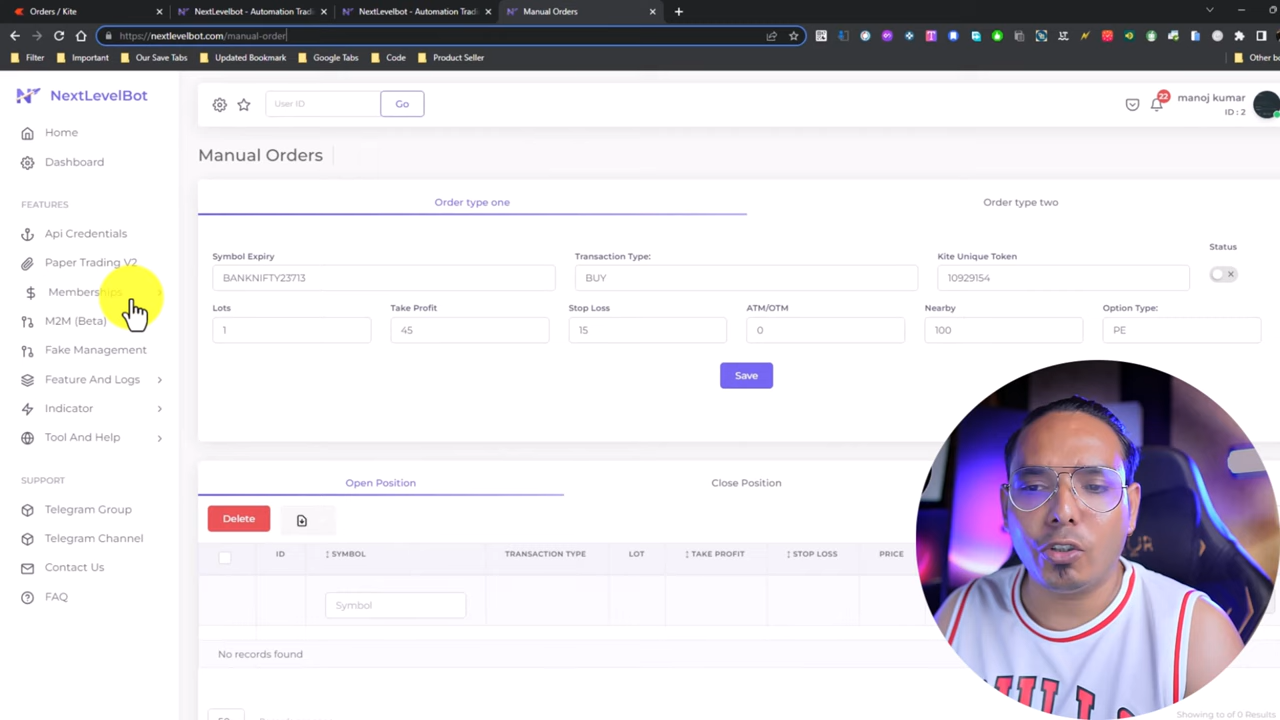 Orders / Kite
NextLevelBot - Automation Trad
NextLevelBot - Automation Trad
Manual Orders
https://nextlevelbot.com/manual-order
Filter
Important
Our Save Tabs
Updated Bookmark
Google Tabs
Code
Product Seller
Other bo
NextLevelBot
User ID
Go
22
manoj kumar
ID : 2
Home
Dashboard
FEATURES
Api Credentials
Paper Trading V2
Memberships
M2M (Beta)
Fake Management
Feature And Logs
Indicator
Tool And Help
SUPPORT
Telegram Group
Telegram Channel
Contact Us
FAQ
Manual Orders
Order type one
Order type two
Symbol Expiry
Transaction Type:
Kite Unique Token
Status
BANKNIFTY23713
BUY
10929154
Lots
Take Profit
Stop Loss
ATM/OTM
Nearby
Option Type:
1
45
15
0
100
PE
Save
Open Position
Close Position
Delete
ID
SYMBOL
TRANSACTION TYPE
LOT
TAKE PROFIT
STOP LOSS
PRICE
Symbol
No records found
Showing to of 0 Results